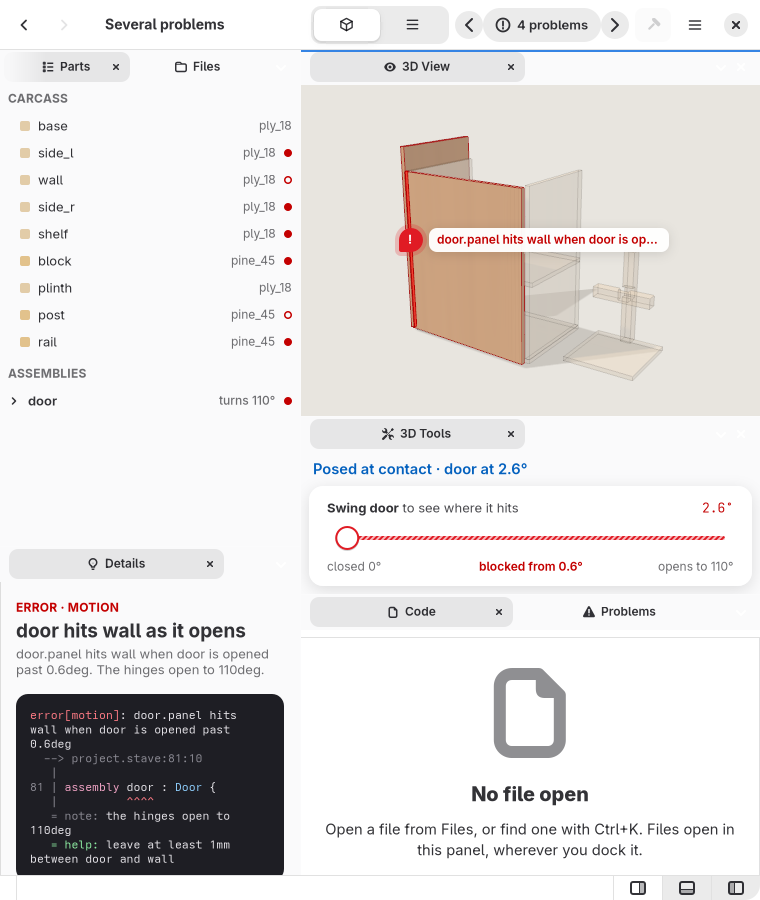 Several problems
4 problems
Parts
Files
3D View
CARCASS
base ply_18
side_l ply_18
wall ply_18
side_r ply_18
shelf ply_18
block pine_45
plinth ply_18
post pine_45
rail pine_45
ASSEMBLIES
door turns 110°
door.panel hits wall when door is op...
3D Tools
Posed at contact · door at 2.6°
Swing door to see where it hits 2.6°
closed 0° blocked from 0.6° opens to 110°
Details
ERROR · MOTION
door hits wall as it opens
door.panel hits wall when door is opened
past 0.6deg. The hinges open to 110deg.
error[motion]: door.panel hits
wall when door is opened past
0.6deg
--> project.stave:81:10
|
81 | assembly door : Door {
| ^^^^
= note: the hinges open to
110deg
= help: leave at least 1mm
between door and wall
Code
Problems
No file open
Open a file from Files, or find one with Ctrl+K. Files open in
this panel, wherever you dock it.